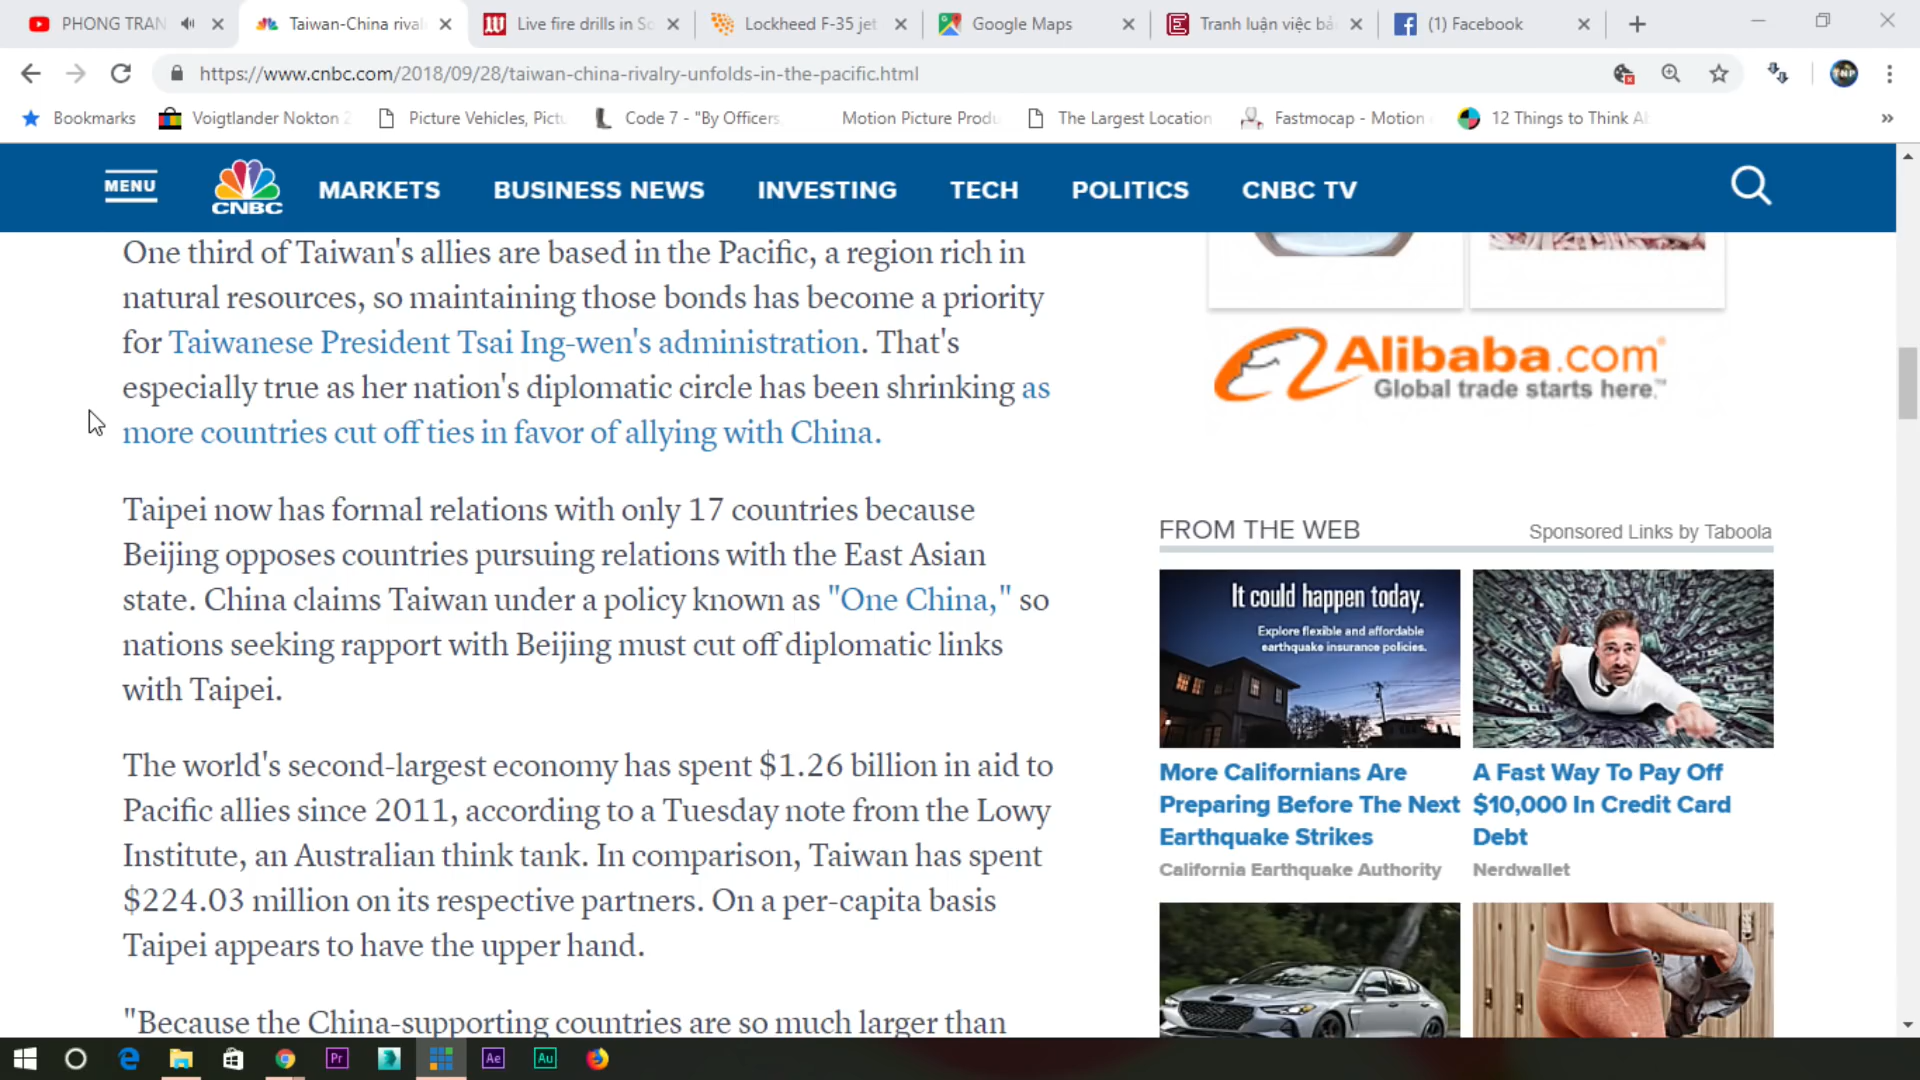 PHONG TRAN
Taiwan-China rival
Live fire drills in So
Lockheed F-35 jet
Google Maps
Tranh luận việc bả
(1) Facebook
https://www.cnbc.com/2018/09/28/taiwan-china-rivalry-unfolds-in-the-pacific.html
TNP
Bookmarks
Voigtlander Nokton 2
Picture Vehicles, Pictu
Code 7 - "By Officers
Motion Picture Produ
The Largest Location
Fastmocap - Motion
12 Things to Think Ab
MENU
CNBC
MARKETS
BUSINESS NEWS
INVESTING
TECH
POLITICS
CNBC TV
One third of Taiwan's allies are based in the Pacific, a region rich in
natural resources, so maintaining those bonds has become a priority
for Taiwanese President Tsai Ing-wen's administration. That's
especially true as her nation's diplomatic circle has been shrinking as
more countries cut off ties in favor of allying with China.
Taipei now has formal relations with only 17 countries because
Beijing opposes countries pursuing relations with the East Asian
state. China claims Taiwan under a policy known as "One China," so
nations seeking rapport with Beijing must cut off diplomatic links
with Taipei.
The world's second-largest economy has spent $1.26 billion in aid to
Pacific allies since 2011, according to a Tuesday note from the Lowy
Institute, an Australian think tank. In comparison, Taiwan has spent
$224.03 million on its respective partners. On a per-capita basis
Taipei appears to have the upper hand.
"Because the China-supporting countries are so much larger than
Alibaba.com®
Global trade starts here.™
FROM THE WEB
Sponsored Links by Taboola
It could happen today.
Explore flexible and affordable
earthquake insurance policies.
More Californians Are
Preparing Before The Next
Earthquake Strikes
California Earthquake Authority
A Fast Way To Pay Off
$10,000 In Credit Card
Debt
Nerdwallet
Pr
Ae
Au